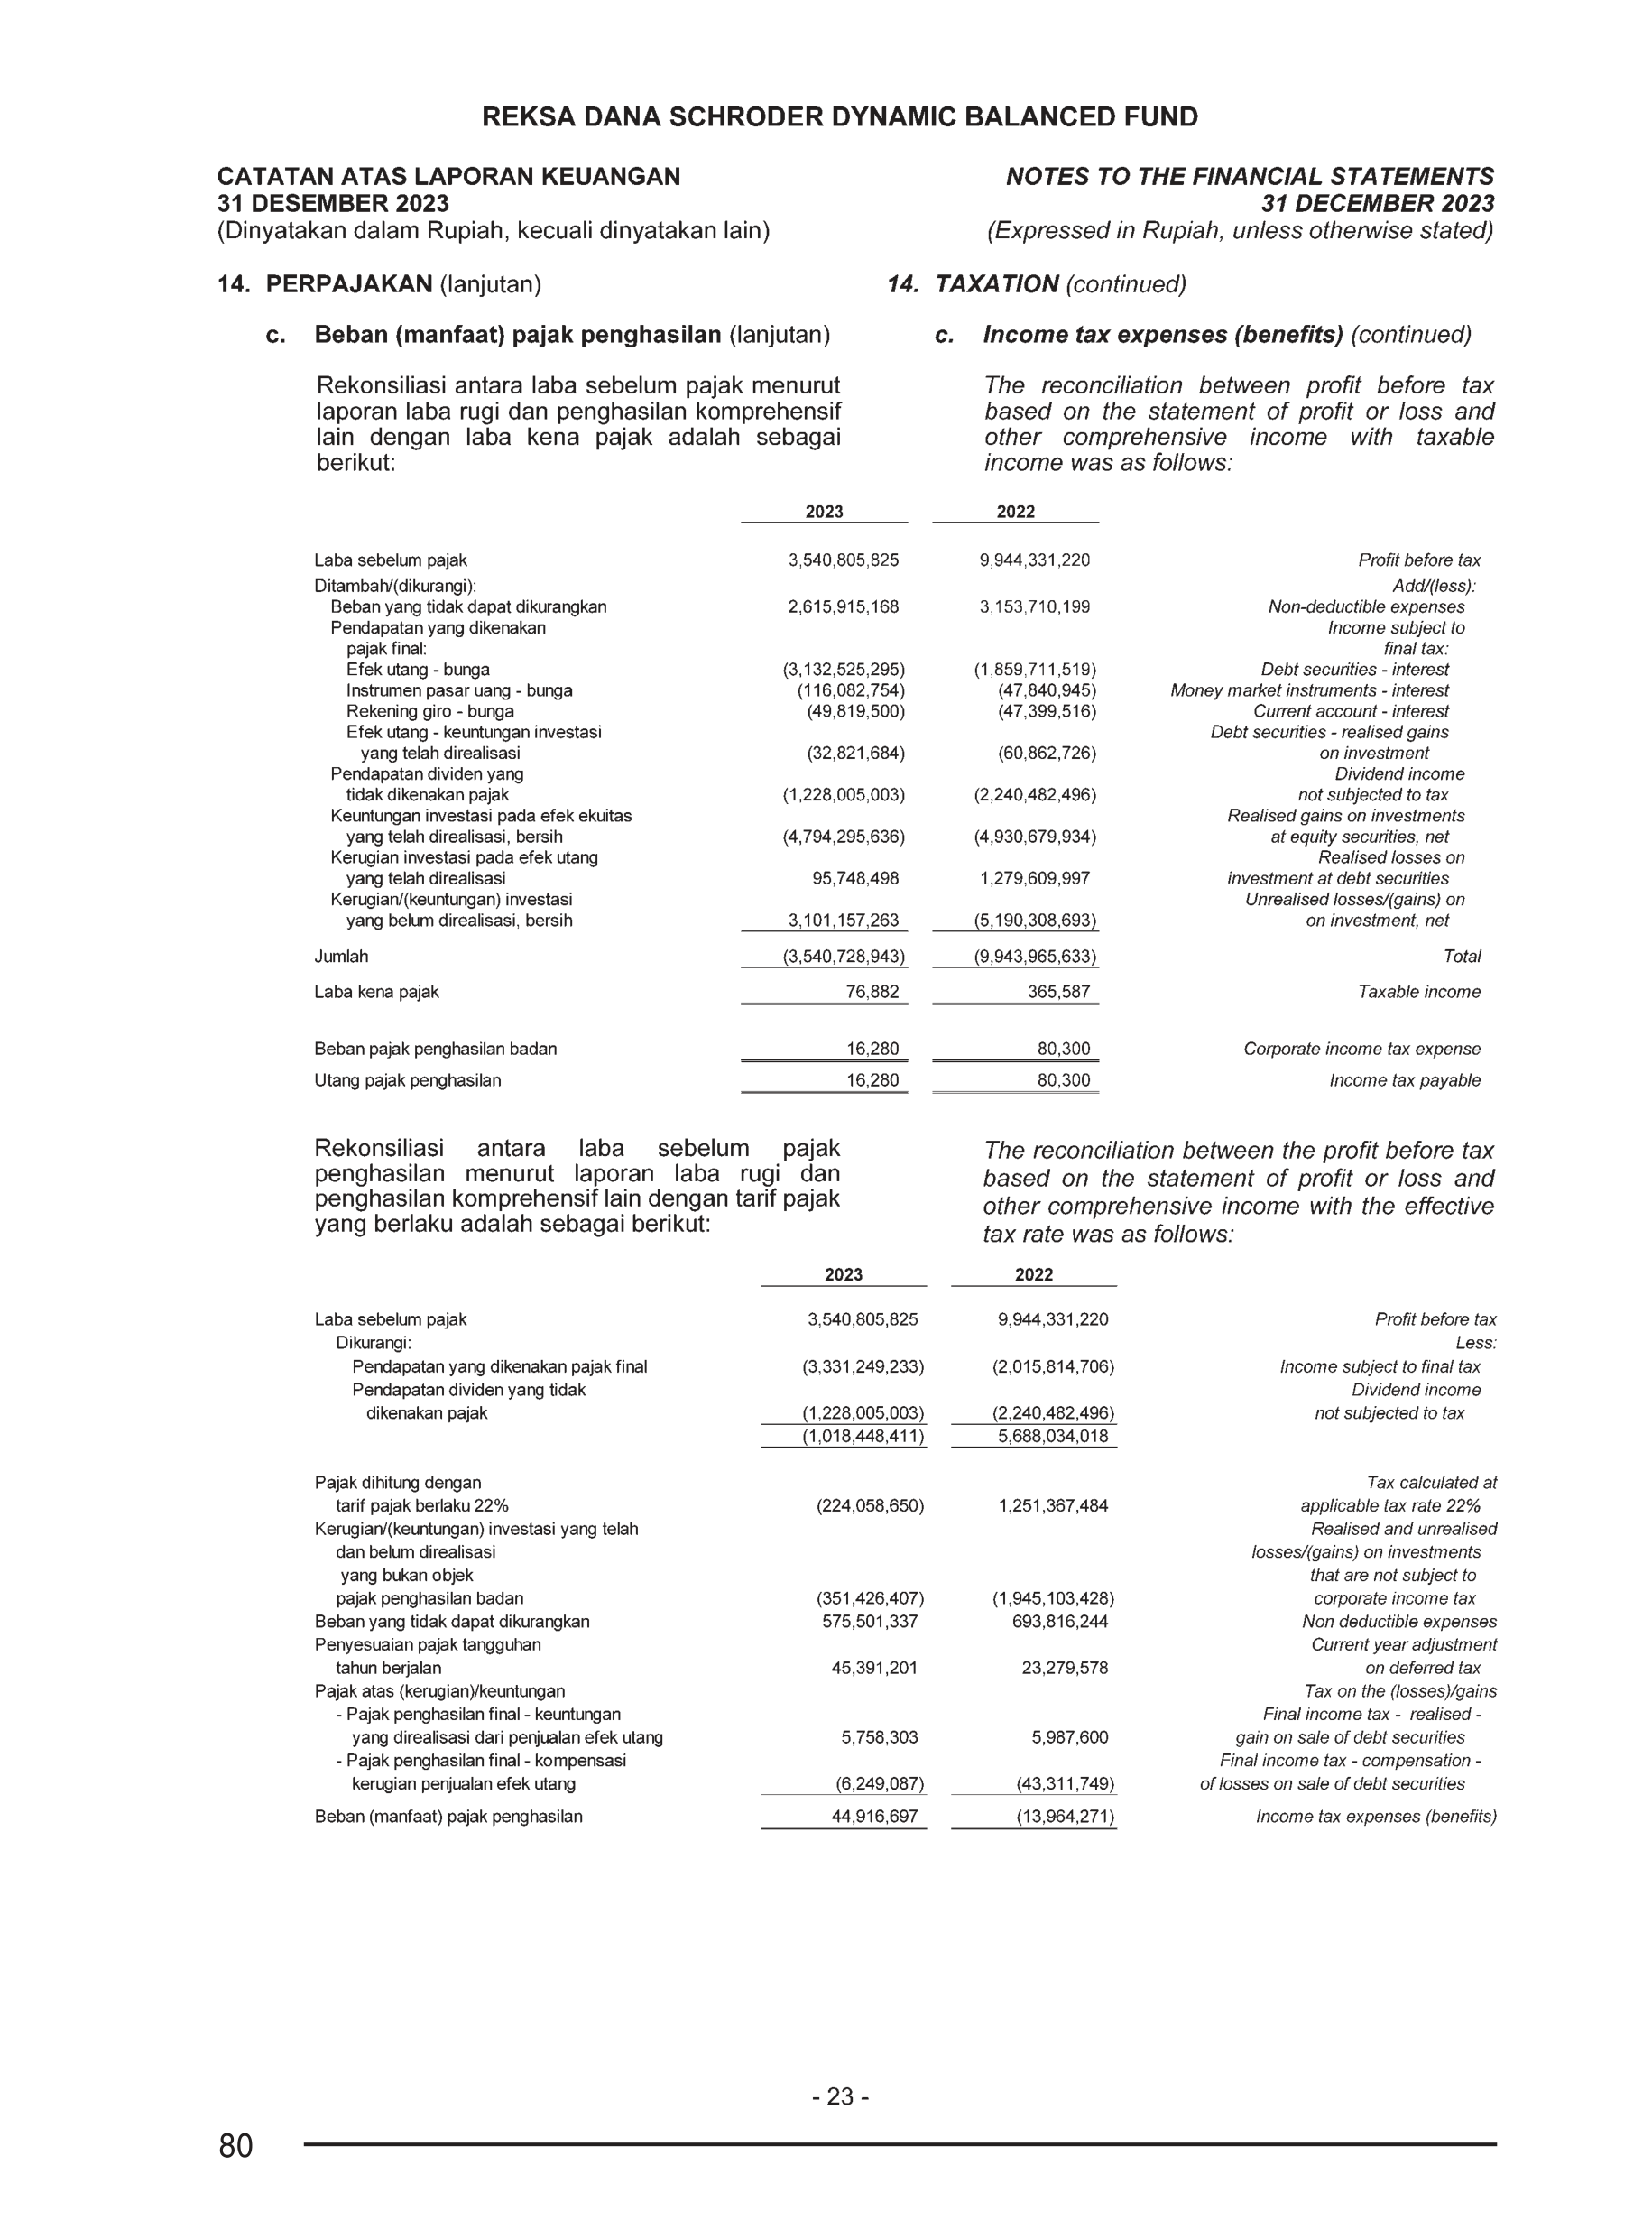 REKSA DANA SCHRODER DYNAMIC BALANCED FUND
CATATAN ATAS LAPORAN KEUANGAN
31 DESEMBER 2023
(Dinyatakan dalam Rupiah, kecuali dinyatakan lain)
NOTES TO THE FINANCIAL STATEMENTS
31 DECEMBER 2023
(Expressed in Rupiah, unless otherwise stated)
14. PERPAJAKAN (lanjutan)
14. TAXATION (continued)
c. Beban (manfaat) pajak penghasilan (lanjutan)
c. Income tax expenses (benefits) (continued)
Rekonsiliasi antara laba sebelum pajak menurut
laporan laba rugi dan penghasilan komprehensif
lain dengan laba kena pajak adalah sebagai
berikut:
The reconciliation between profit before tax
based on the statement of profit or loss and
other comprehensive income with taxable
income was as follows:
2023 2022
Laba sebelum pajak 3,540,805,825 9,944,331,220 Profit before tax
Ditambah/(dikurangi): Add/(less):
Beban yang tidak dapat dikurangkan 2,615,915,168 3,153,710,199 Non-deductible expenses
Pendapatan yang dikenakan Income subject to
pajak final: final tax:
Efek utang - bunga (3,132,525,295) (1,859,711,519) Debt securities - interest
Instrumen pasar uang - bunga (116,082,754) (47,840,945) Money market instruments - interest
Rekening giro - bunga (49,819,500) (47,399,516) Current account - interest
Efek utang - keuntungan investasi Debt securities - realised gains
yang telah direalisasi (32,821,684) (60,862,726) on investment
Pendapatan dividen yang Dividend income
tidak dikenakan pajak (1,228,005,003) (2,240,482,496) not subjected to tax
Keuntungan investasi pada efek ekuitas Realised gains on investments
yang telah direalisasi, bersih (4,794,295,636) (4,930,679,934) at equity securities, net
Kerugian investasi pada efek utang Realised losses on
yang telah direalisasi 95,748,498 1,279,609,997 investment at debt securities
Kerugian/(keuntungan) investasi Unrealised losses/(gains) on
yang belum direalisasi, bersih 3,101,157,263 (5,190,308,693) on investment, net
Jumlah (3,540,728,943) (9,943,965,633) Total
Laba kena pajak 76,882 365,587 Taxable income
Beban pajak penghasilan badan 16,280 80,300 Corporate income tax expense
Utang pajak penghasilan 16,280 80,300 Income tax payable
Rekonsiliasi antara laba sebelum pajak
penghasilan menurut laporan laba rugi dan
penghasilan komprehensif lain dengan tarif pajak
yang berlaku adalah sebagai berikut:
The reconciliation between the profit before tax
based on the statement of profit or loss and
other comprehensive income with the effective
tax rate was as follows:
2023 2022
Laba sebelum pajak 3,540,805,825 9,944,331,220 Profit before tax
Dikurangi: Less:
Pendapatan yang dikenakan pajak final (3,331,249,233) (2,015,814,706) Income subject to final tax
Pendapatan dividen yang tidak Dividend income
dikenakan pajak (1,228,005,003) (2,240,482,496) not subjected to tax
(1,018,448,411) 5,688,034,018
Pajak dihitung dengan Tax calculated at
tarif pajak berlaku 22% (224,058,650) 1,251,367,484 applicable tax rate 22%
Kerugian/(keuntungan) investasi yang telah Realised and unrealised
dan belum direalisasi losses/(gains) on investments
yang bukan objek that are not subject to
pajak penghasilan badan (351,426,407) (1,945,103,428) corporate income tax
Beban yang tidak dapat dikurangkan 575,501,337 693,816,244 Non deductible expenses
Penyesuaian pajak tangguhan Current year adjustment
tahun berjalan 45,391,201 23,279,578 on deferred tax
Pajak atas (kerugian)/keuntungan Tax on the (losses)/gains
- Pajak penghasilan final - keuntungan Final income tax - realised -
yang direalisasi dari penjualan efek utang 5,758,303 5,987,600 gain on sale of debt securities
- Pajak penghasilan final - kompensasi Final income tax - compensation -
kerugian penjualan efek utang (6,249,087) (43,311,749) of losses on sale of debt securities
Beban (manfaat) pajak penghasilan 44,916,697 (13,964,271) Income tax expenses (benefits)
- 23 -
80